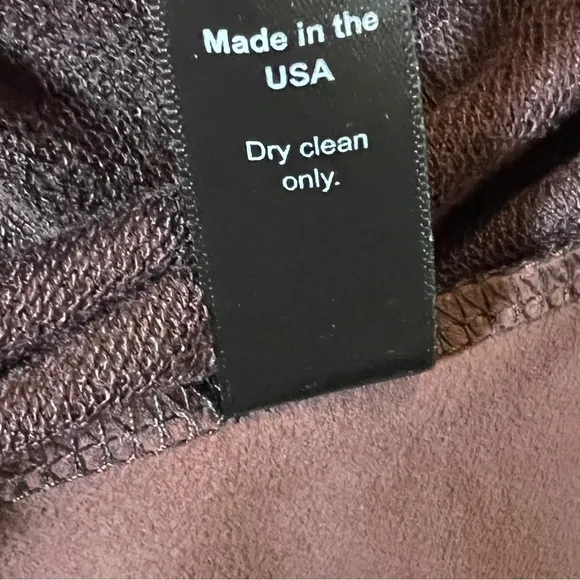 Made in the
USA
Dry clean
only.